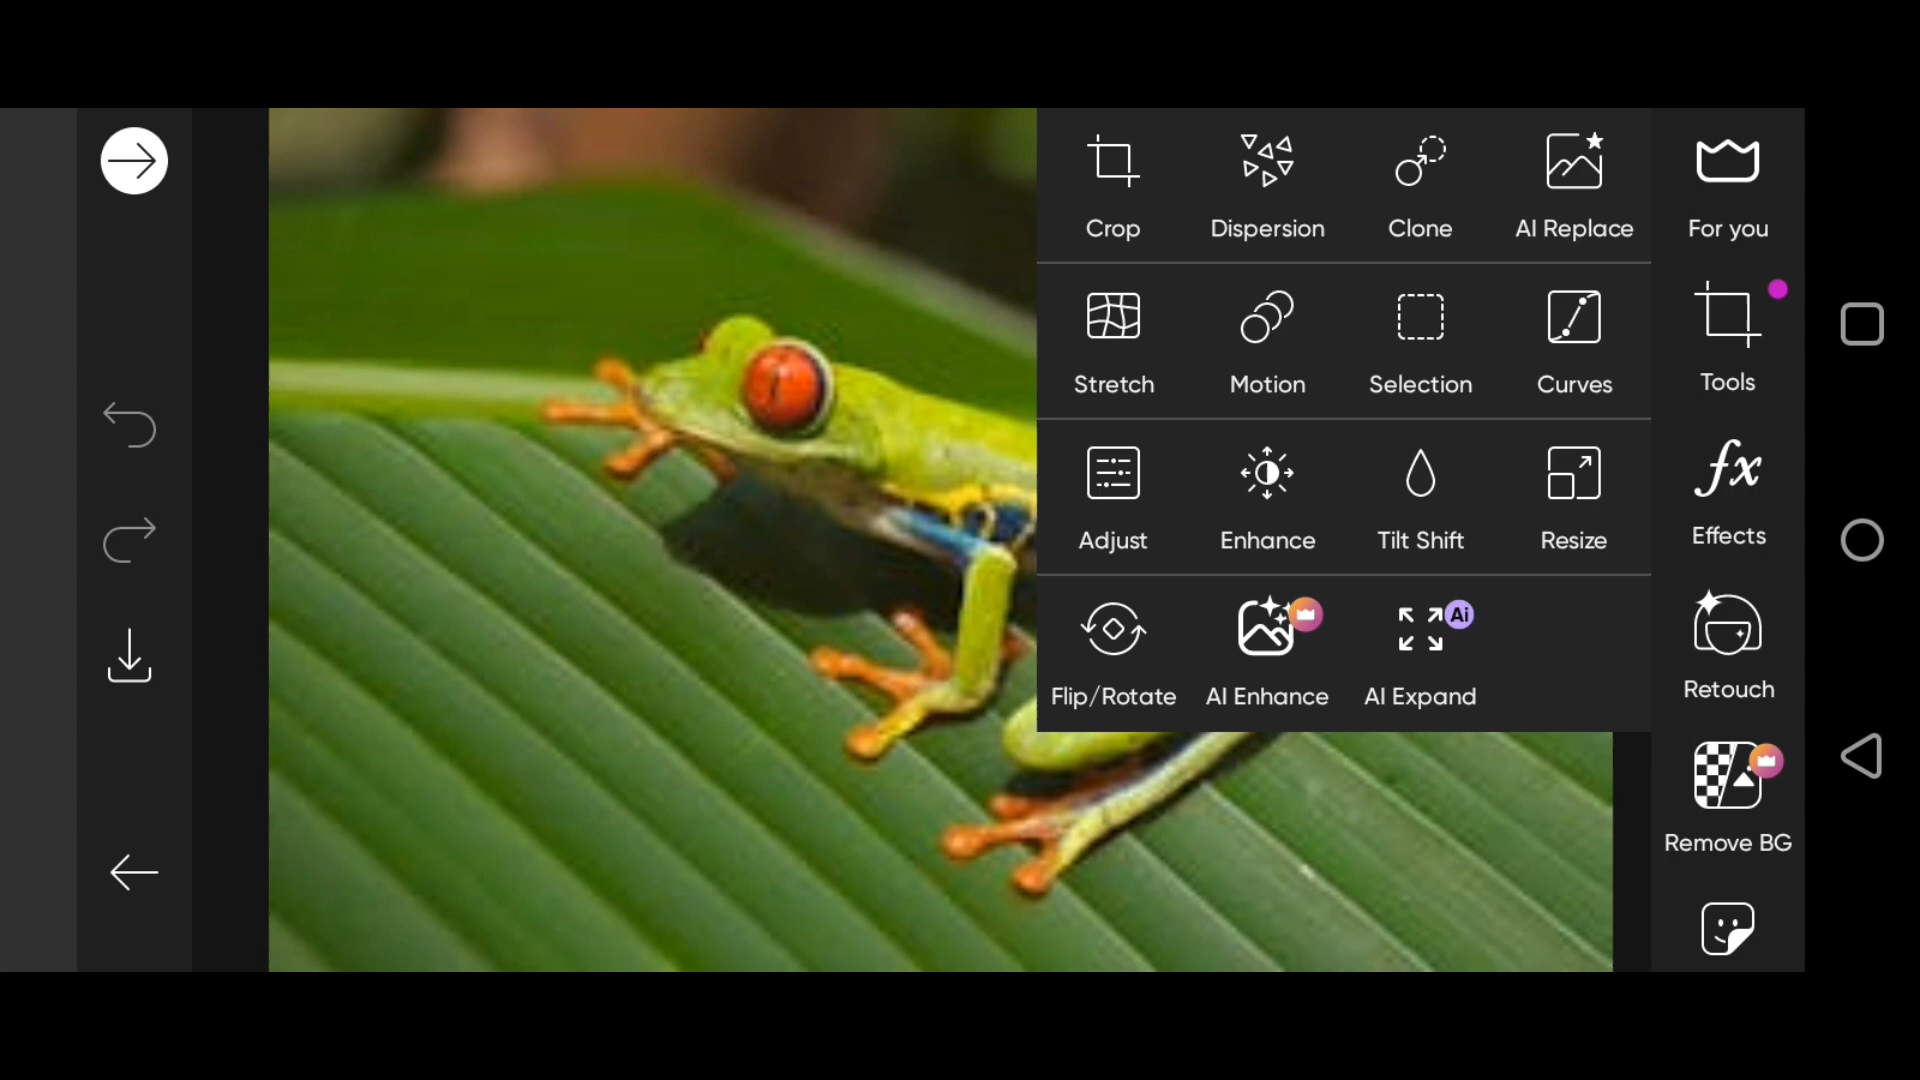 Crop Dispersion Clone AI Replace
Stretch Motion Selection Curves
Adjust Enhance Tilt Shift Resize
Ai
Flip/Rotate AI Enhance AI Expand
For you
Tools
fx
Effects
Retouch
Remove BG